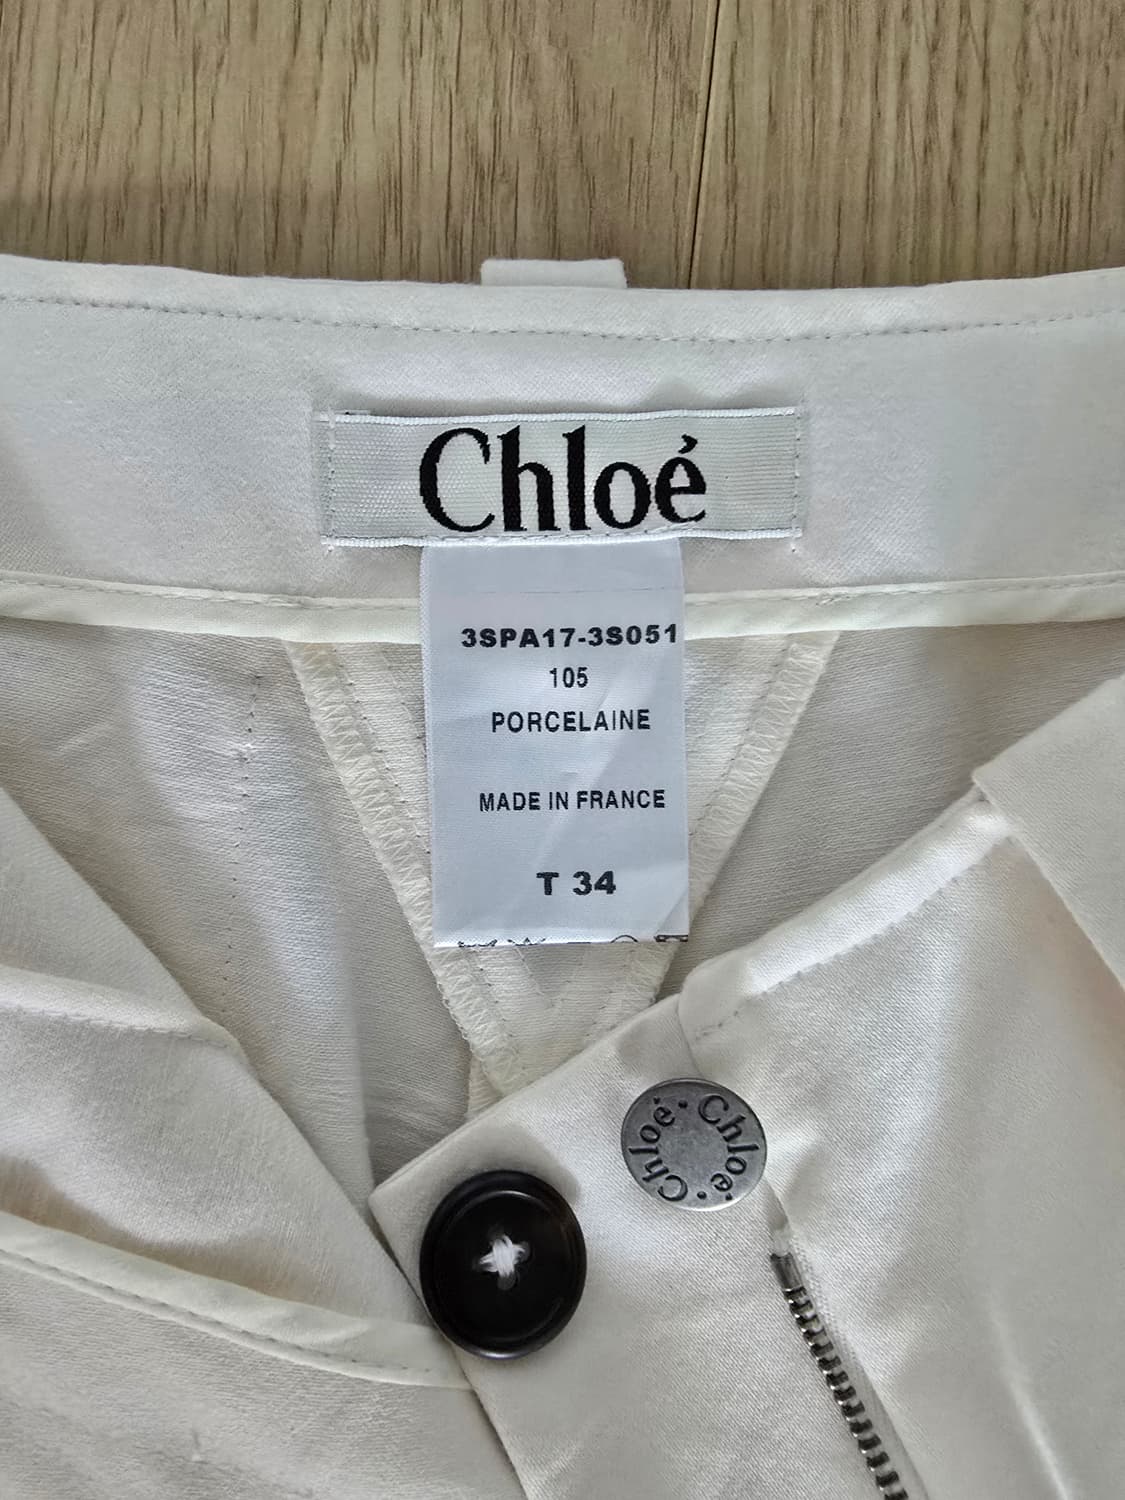 Chloé
3SPA17-3S051
105
PORCELAINE
MADE IN FRANCE
T 34
Chloé · Chloé ·